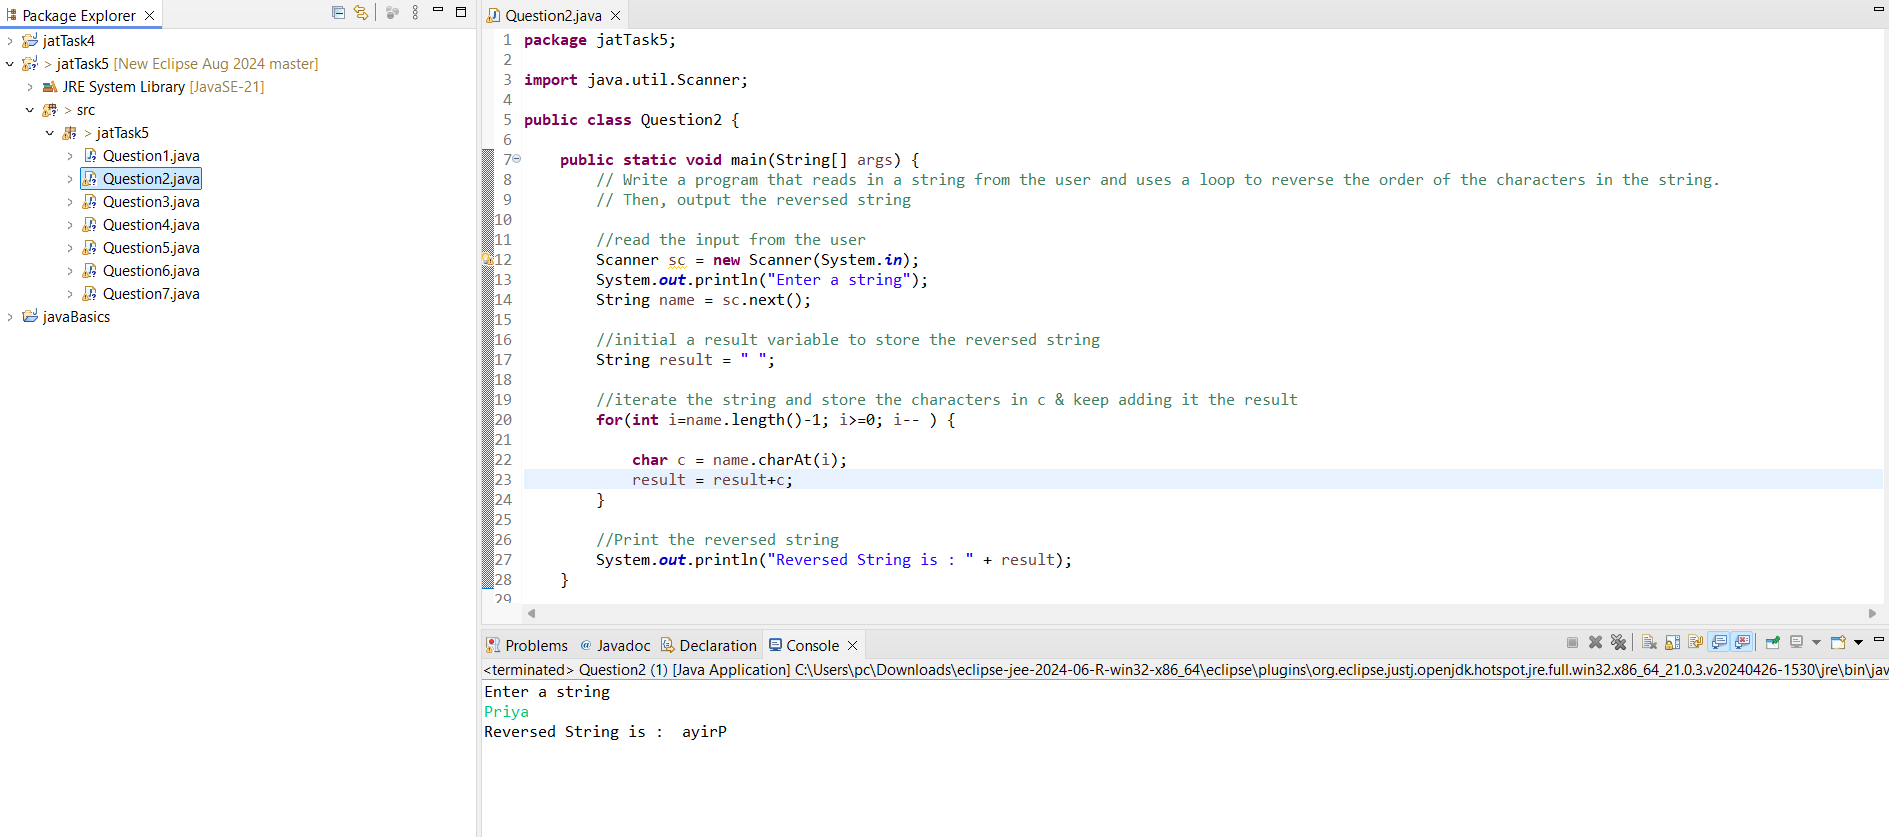 Package Explorer
jatTask4
> jatTask5 [New Eclipse Aug 2024 master]
JRE System Library [JavaSE-21]
> src
> jatTask5
Question1.java
Question2.java
Question3.java
Question4.java
Question5.java
Question6.java
Question7.java
javaBasics
Question2.java
1 package jatTask5;
2
3 import java.util.Scanner;
4
5 public class Question2 {
6
7 public static void main(String[] args) {
8 // Write a program that reads in a string from the user and uses a loop to reverse the order of the characters in the string.
9 // Then, output the reversed string
10
11 //read the input from the user
12 Scanner sc = new Scanner(System.in);
13 System.out.println("Enter a string");
14 String name = sc.next();
15
16 //initial a result variable to store the reversed string
17 String result = " ";
18
19 //iterate the string and store the characters in c & keep adding it the result
20 for(int i=name.length()-1; i>=0; i-- ) {
21
22 char c = name.charAt(i);
23 result = result+c;
24 }
25
26 //Print the reversed string
27 System.out.println("Reversed String is : " + result);
28 }
29
Problems @ Javadoc Declaration Console
<terminated> Question2 (1) [Java Application] C:\Users\pc\Downloads\eclipse-jee-2024-06-R-win32-x86_64\eclipse\plugins\org.eclipse.justj.openjdk.hotspot.jre.full.win32.x86_64_21.0.3.v20240426-1530\jre\bin\jav
Enter a string
Priya
Reversed String is :  ayirP